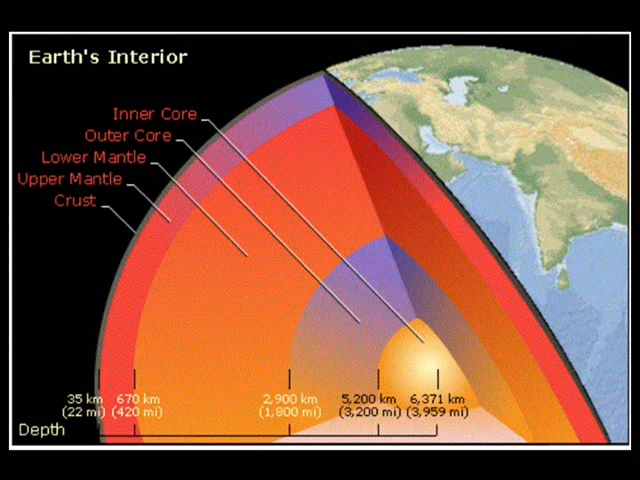 Earth's Interior
Inner Core
Outer Core
Lower Mantle
Upper Mantle
Crust
35 km 670 km 2,900 km 5,200 km 6,371 km
(22 mi) (420 mi) (1,800 mi) (3,200 mi) (3,959 mi)
Depth